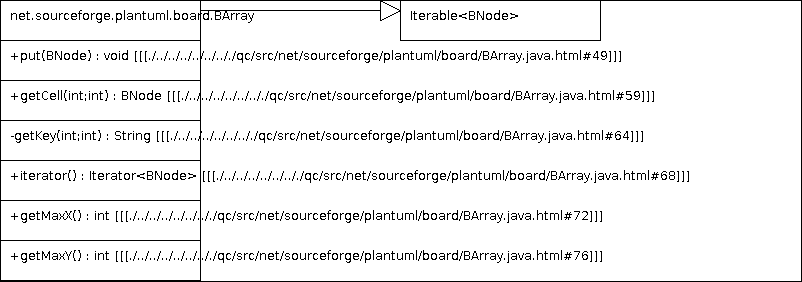 net.sourceforge.plantuml.board.BArray
Iterable<BNode>
+put(BNode) : void [[[./../../../../../../../qc/src/net/sourceforge/plantuml/board/BArray.java.html#49]]]
+getCell(int;int) : BNode [[[./../../../../../../../qc/src/net/sourceforge/plantuml/board/BArray.java.html#59]]]
-getKey(int;int) : String [[[./../../../../../../../qc/src/net/sourceforge/plantuml/board/BArray.java.html#64]]]
+iterator() : Iterator<BNode> [[[./../../../../../../../qc/src/net/sourceforge/plantuml/board/BArray.java.html#68]]]
+getMaxX() : int [[[./../../../../../../../qc/src/net/sourceforge/plantuml/board/BArray.java.html#72]]]
+getMaxY() : int [[[./../../../../../../../qc/src/net/sourceforge/plantuml/board/BArray.java.html#76]]]